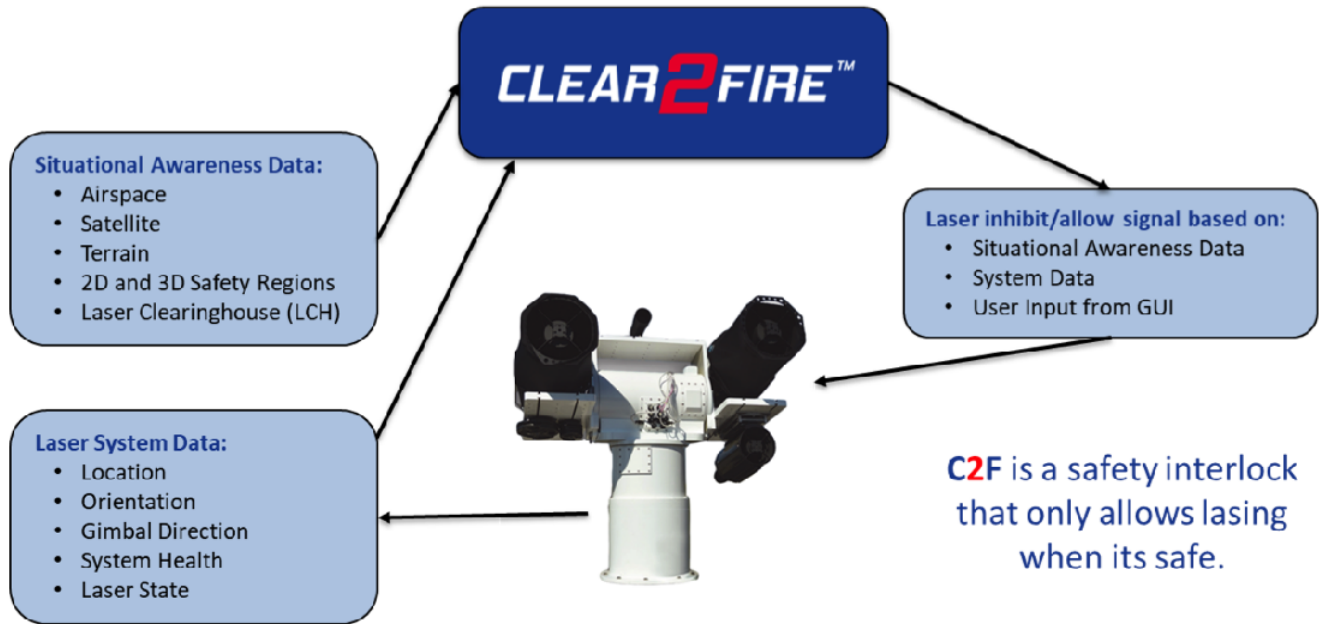 CLEAR2FIRE™
Situational Awareness Data:
• Airspace
• Satellite
• Terrain
• 2D and 3D Safety Regions
• Laser Clearinghouse (LCH)
Laser inhibit/allow signal based on:
• Situational Awareness Data
• System Data
• User Input from GUI
Laser System Data:
• Location
• Orientation
• Gimbal Direction
• System Health
• Laser State
C2F is a safety interlock
that only allows lasing
when its safe.